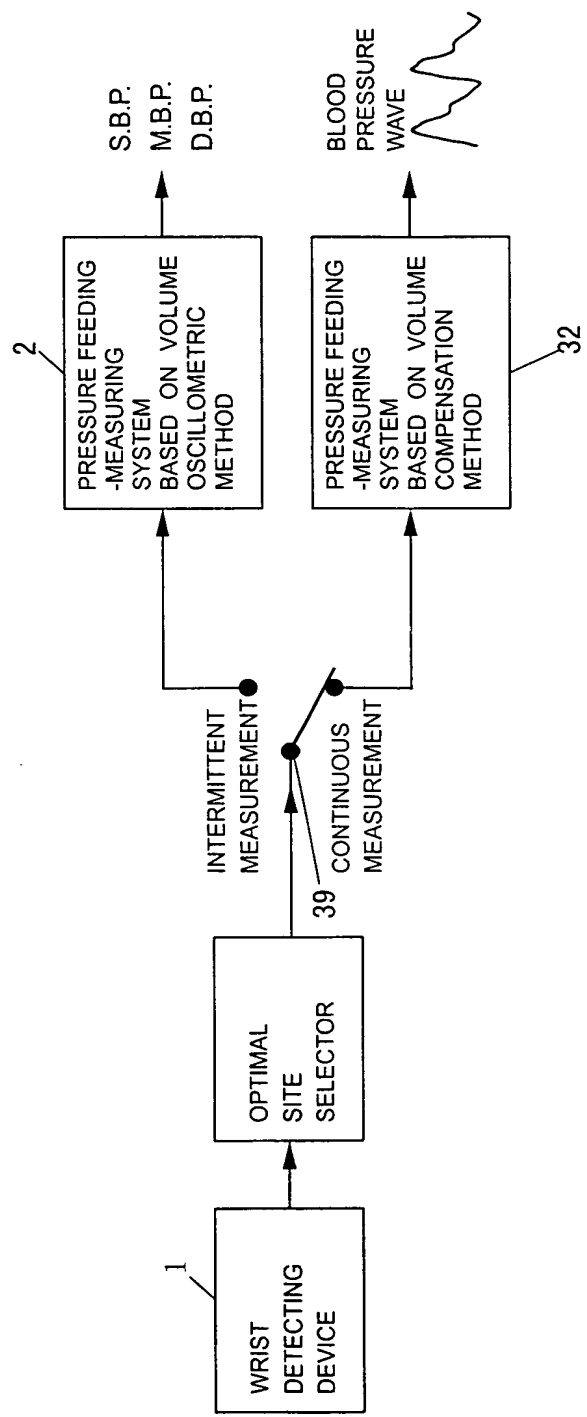 1
WRIST
DETECTING
DEVICE
OPTIMAL
SITE
SELECTOR
39
INTERMITTENT
MEASUREMENT
CONTINUOUS
MEASUREMENT
2
PRESSURE FEEDING
-MEASURING
SYSTEM
BASED ON VOLUME
OSCILLOMETRIC
METHOD
S.B.P.
M.B.P.
D.B.P.
PRESSURE FEEDING
-MEASURING
SYSTEM
BASED ON VOLUME
COMPENSATION
METHOD
32
BLOOD
PRESSURE
WAVE